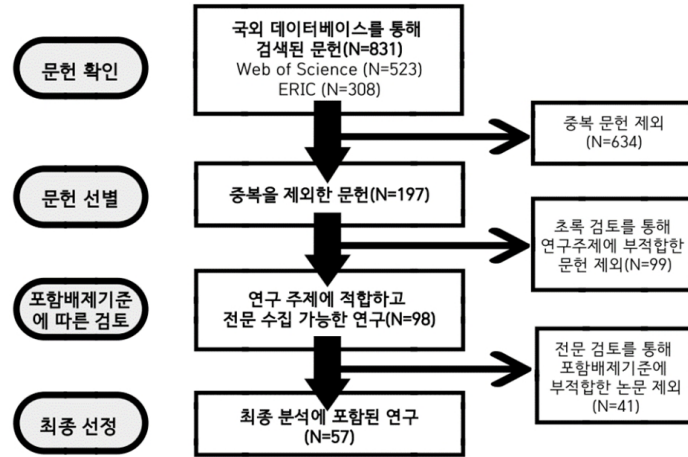 문헌 확인
국외 데이터베이스를 통해
검색된 문헌(N=831)
Web of Science (N=523)
ERIC (N=308)
중복 문헌 제외
(N=634)
문헌 선별
중복을 제외한 문헌(N=197)
초록 검토를 통해
연구주제에 부적합한
문헌 제외(N=99)
포함배제기준
에 따른 검토
연구 주제에 적합하고
전문 수집 가능한 연구(N=98)
전문 검토를 통해
포함배제기준에
부적합한 논문 제외
(N=41)
최종 선정
최종 분석에 포함된 연구
(N=57)